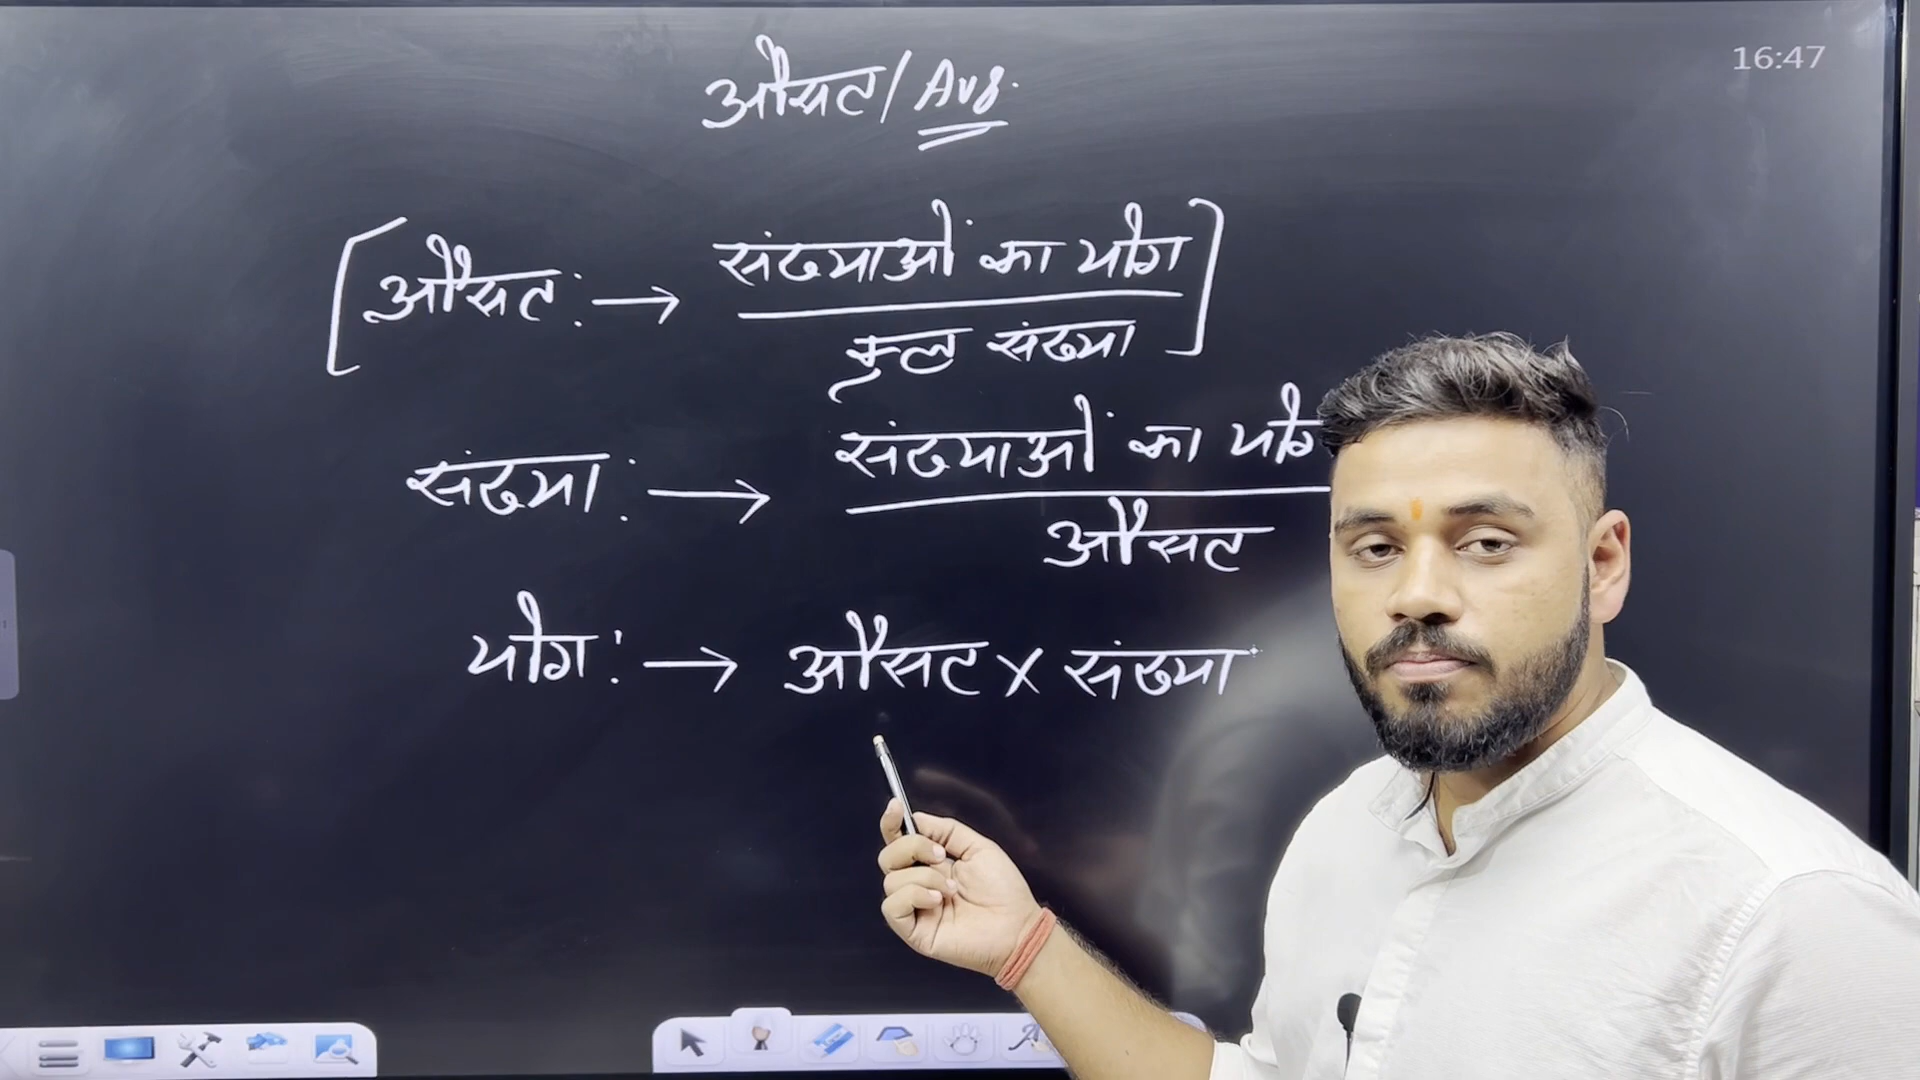 16:47
औसत / Avg.
[औसत :→ संख्याओं का योग / कुल संख्या]
संख्या :→ संख्याओं का योग / औसत
योग :→ औसत × संख्या